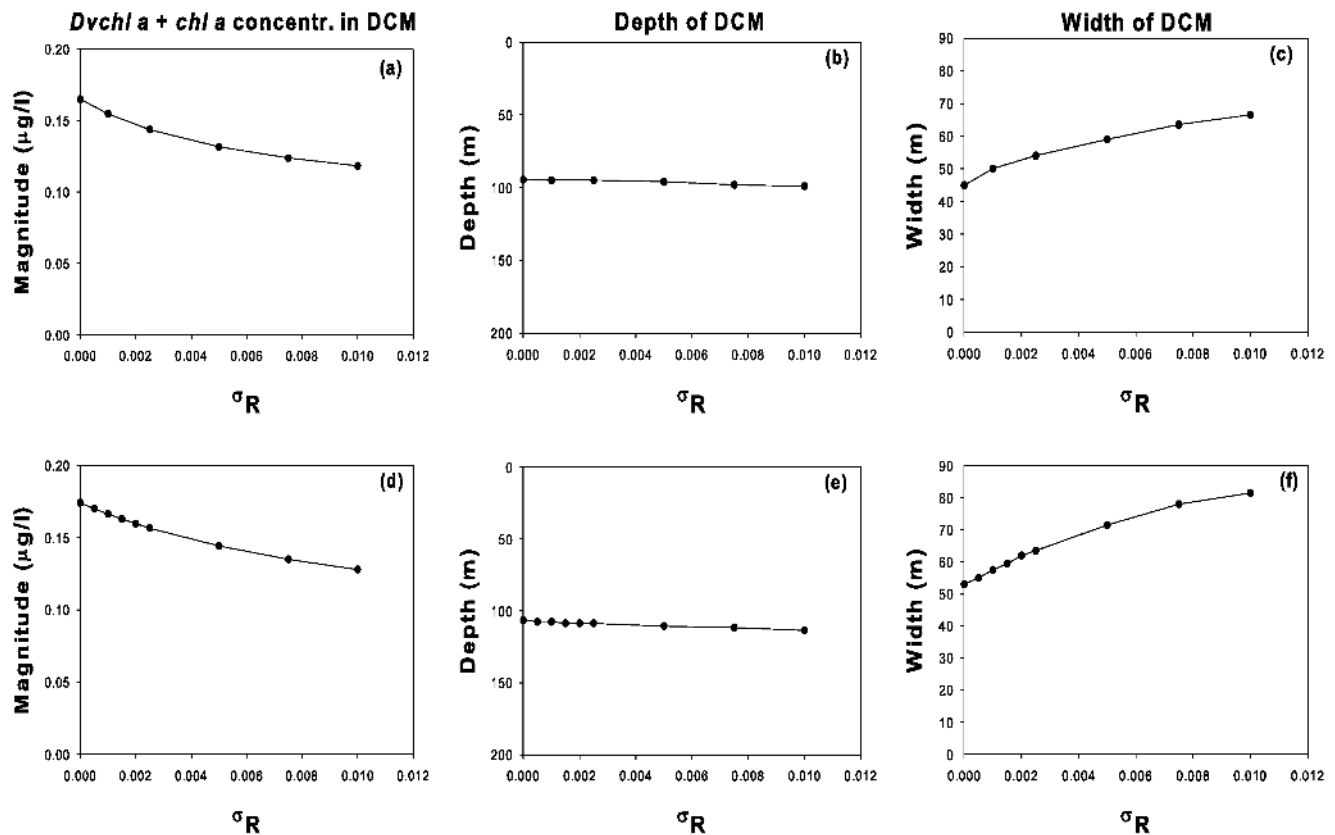 Dvchl a + chl a concentr. in DCM
Depth of DCM
Width of DCM
(a)
0.20
0.15
0.10
0.05
0.00
Magnitude (µg/l)
0.000 0.002 0.004 0.006 0.008 0.010 0.012
σR
(b)
0
50
100
150
200
Depth (m)
0.000 0.002 0.004 0.006 0.008 0.010 0.012
σR
(c)
90
80
70
60
50
40
30
20
10
0
Width (m)
0.000 0.002 0.004 0.006 0.008 0.010 0.012
σR
(d)
0.20
0.15
0.10
0.05
0.00
Magnitude (µg/l)
0.000 0.002 0.004 0.006 0.008 0.010 0.012
σR
(e)
0
50
100
150
200
Depth (m)
0.000 0.002 0.004 0.006 0.008 0.010 0.012
σR
(f)
90
80
70
60
50
40
30
20
10
0
Width (m)
0.000 0.002 0.004 0.006 0.008 0.010 0.012
σR